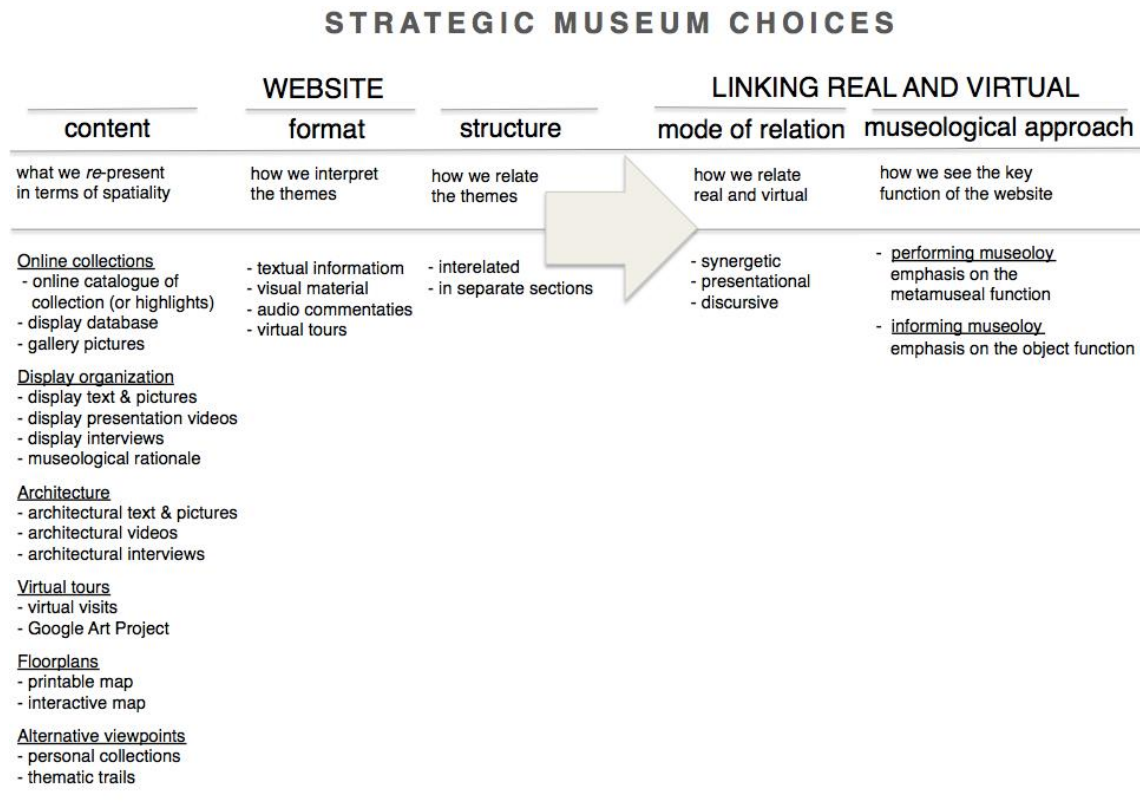 STRATEGIC MUSEUM CHOICES
WEBSITE
LINKING REAL AND VIRTUAL
content
format
structure
mode of relation
museological approach
what we re-present
in terms of spatiality
how we interpret
the themes
how we relate
the themes
how we relate
real and virtual
how we see the key
function of the website
Online collections
- online catalogue of
collection (or highlights)
- display database
- gallery pictures
Display organization
- display text & pictures
- display presentation videos
- display interviews
- museological rationale
Architecture
- architectural text & pictures
- architectural videos
- architectural interviews
Virtual tours
- virtual visits
- Google Art Project
Floorplans
- printable map
- interactive map
Alternative viewpoints
- personal collections
- thematic trails
- textual informatiom
- visual material
- audio commentaties
- virtual tours
- interelated
- in separate sections
- synergetic
- presentational
- discursive
- performing museoloy
emphasis on the
metamuseal function
- informing museoloy
emphasis on the object function